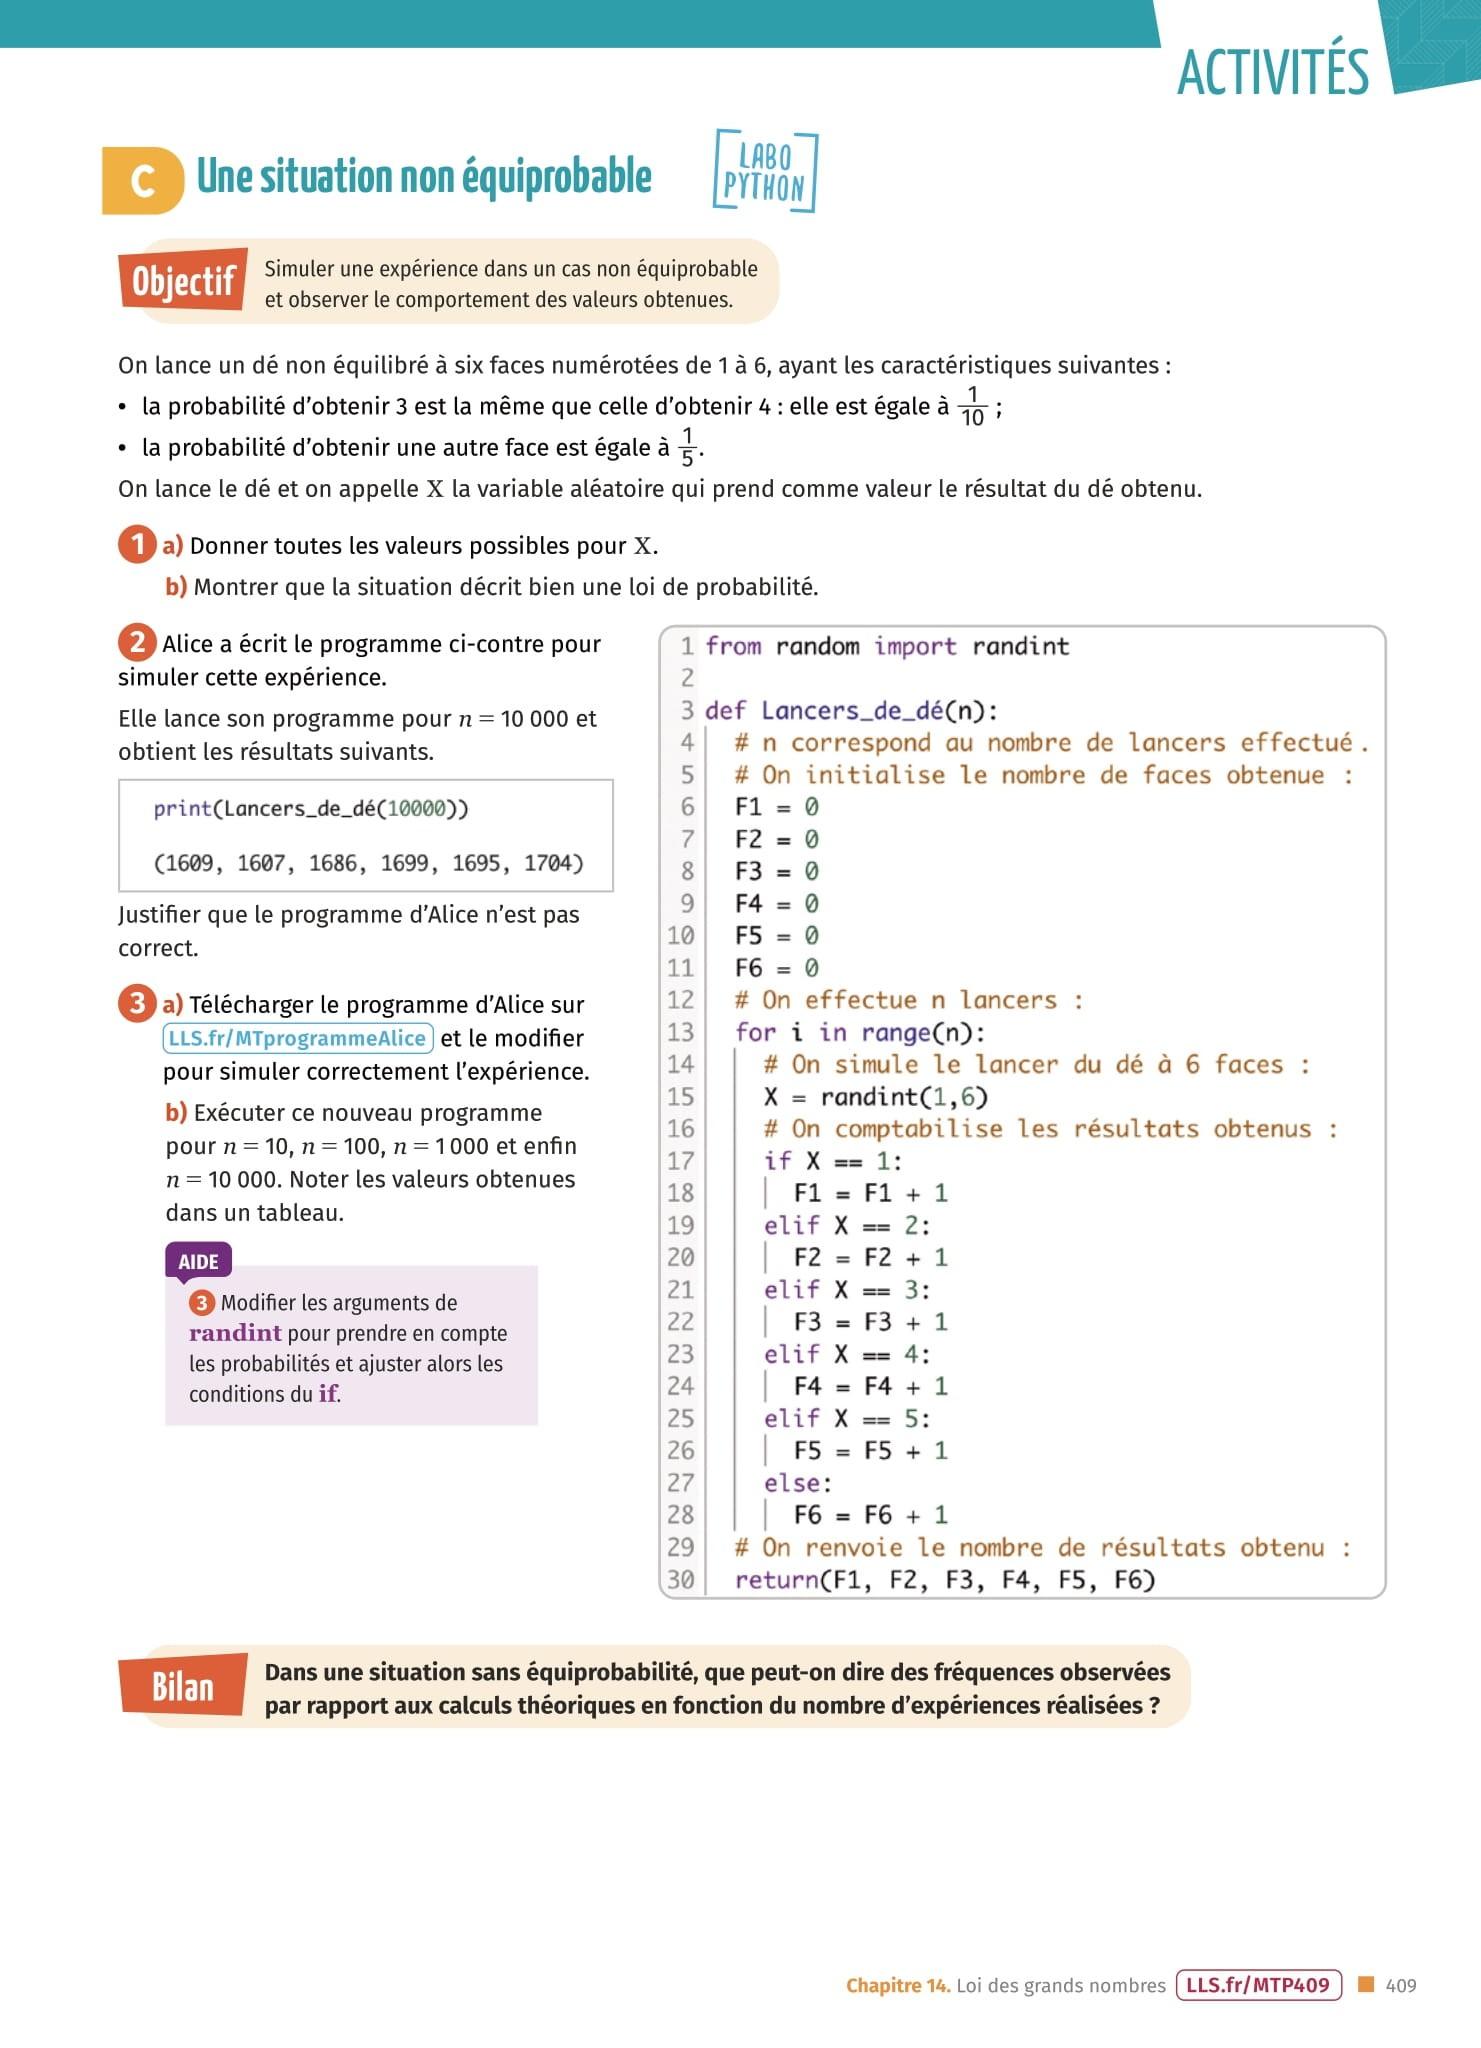 ACTIVITÉS
C Une situation non équiprobable
LABO
PYTHON
Objectif
Simuler une expérience dans un cas non équiprobable
et observer le comportement des valeurs obtenues.
On lance un dé non équilibré à six faces numérotées de 1 à 6, ayant les caractéristiques suivantes :
• la probabilité d'obtenir 3 est la même que celle d'obtenir 4 : elle est égale à 1/10 ;
• la probabilité d'obtenir une autre face est égale à 1/5.
On lance le dé et on appelle X la variable aléatoire qui prend comme valeur le résultat du dé obtenu.
1 a) Donner toutes les valeurs possibles pour X.
b) Montrer que la situation décrit bien une loi de probabilité.
2 Alice a écrit le programme ci-contre pour
simuler cette expérience.
Elle lance son programme pour n = 10 000 et
obtient les résultats suivants.
print(Lancers_de_dé(10000))
(1609, 1607, 1686, 1699, 1695, 1704)
Justifier que le programme d'Alice n'est pas
correct.
3 a) Télécharger le programme d'Alice sur
LLS.fr/MTprogrammeAlice et le modifier
pour simuler correctement l'expérience.
b) Exécuter ce nouveau programme
pour n = 10, n = 100, n = 1 000 et enfin
n = 10 000. Noter les valeurs obtenues
dans un tableau.
AIDE
3 Modifier les arguments de
randint pour prendre en compte
les probabilités et ajuster alors les
conditions du if.
1 from random import randint
2
3 def Lancers_de_dé(n):
4 # n correspond au nombre de lancers effectué.
5 # On initialise le nombre de faces obtenue :
6 F1 = 0
7 F2 = 0
8 F3 = 0
9 F4 = 0
10 F5 = 0
11 F6 = 0
12 # On effectue n lancers :
13 for i in range(n):
14 # On simule le lancer du dé à 6 faces :
15 X = randint(1,6)
16 # On comptabilise les résultats obtenus :
17 if X == 1:
18 F1 = F1 + 1
19 elif X == 2:
20 F2 = F2 + 1
21 elif X == 3:
22 F3 = F3 + 1
23 elif X == 4:
24 F4 = F4 + 1
25 elif X == 5:
26 F5 = F5 + 1
27 else:
28 F6 = F6 + 1
29 # On renvoie le nombre de résultats obtenu :
30 return(F1, F2, F3, F4, F5, F6)
Bilan
Dans une situation sans équiprobabilité, que peut-on dire des fréquences observées
par rapport aux calculs théoriques en fonction du nombre d'expériences réalisées ?
Chapitre 14. Loi des grands nombres LLS.fr/MTP409 409